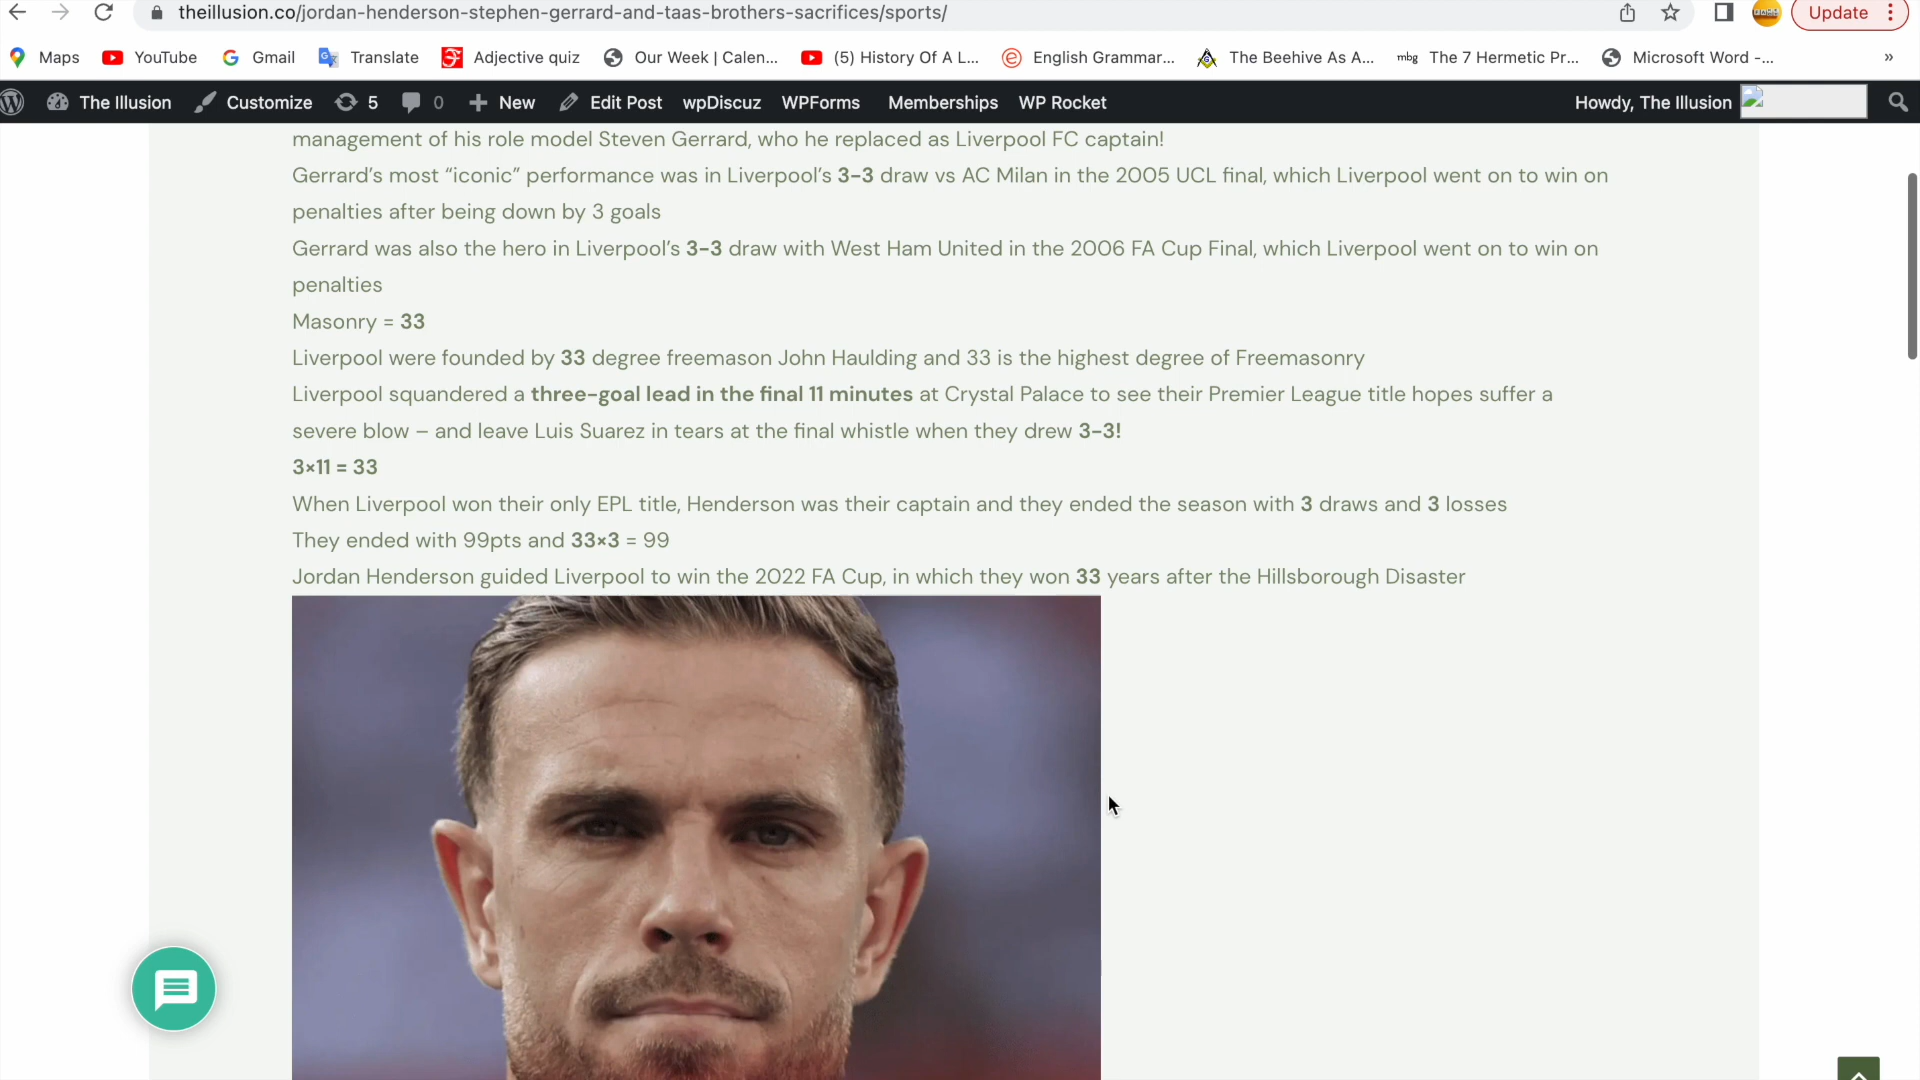 theillusion.co/jordan-henderson-stephen-gerrard-and-taas-brothers-sacrifices/sports/
Update
Maps YouTube Gmail Translate Adjective quiz Our Week | Calen... (5) History Of A L... English Grammar... The Beehive As A... mbg The 7 Hermetic Pr... Microsoft Word -... »
The Illusion Customize 5 0 New Edit Post wpDiscuz WPForms Memberships WP Rocket Howdy, The Illusion
management of his role model Steven Gerrard, who he replaced as Liverpool FC captain!
Gerrard’s most “iconic” performance was in Liverpool’s 3-3 draw vs AC Milan in the 2005 UCL final, which Liverpool went on to win on
penalties after being down by 3 goals
Gerrard was also the hero in Liverpool’s 3-3 draw with West Ham United in the 2006 FA Cup Final, which Liverpool went on to win on
penalties
Masonry = 33
Liverpool were founded by 33 degree freemason John Haulding and 33 is the highest degree of Freemasonry
Liverpool squandered a three-goal lead in the final 11 minutes at Crystal Palace to see their Premier League title hopes suffer a
severe blow – and leave Luis Suarez in tears at the final whistle when they drew 3-3!
3×11 = 33
When Liverpool won their only EPL title, Henderson was their captain and they ended the season with 3 draws and 3 losses
They ended with 99pts and 33×3 = 99
Jordan Henderson guided Liverpool to win the 2022 FA Cup, in which they won 33 years after the Hillsborough Disaster